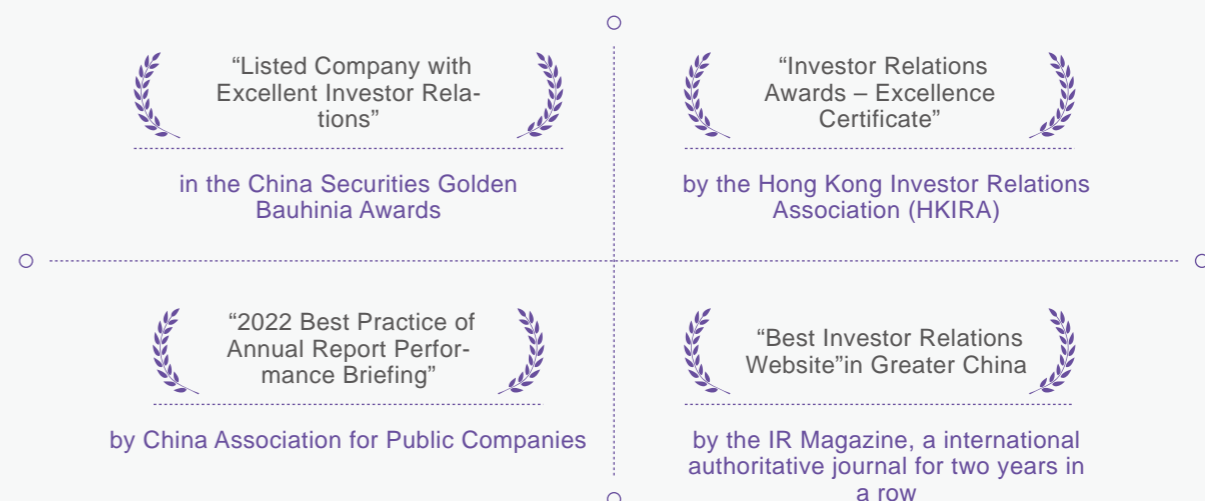 “Listed Company with
Excellent Investor Rela-
tions”
in the China Securities Golden
Bauhinia Awards
“Investor Relations
Awards – Excellence
Certificate”
by the Hong Kong Investor Relations
Association (HKIRA)
“2022 Best Practice of
Annual Report Perfor-
mance Briefing”
by China Association for Public Companies
“Best Investor Relations
Website”in Greater China
by the IR Magazine, a international
authoritative journal for two years in
a row